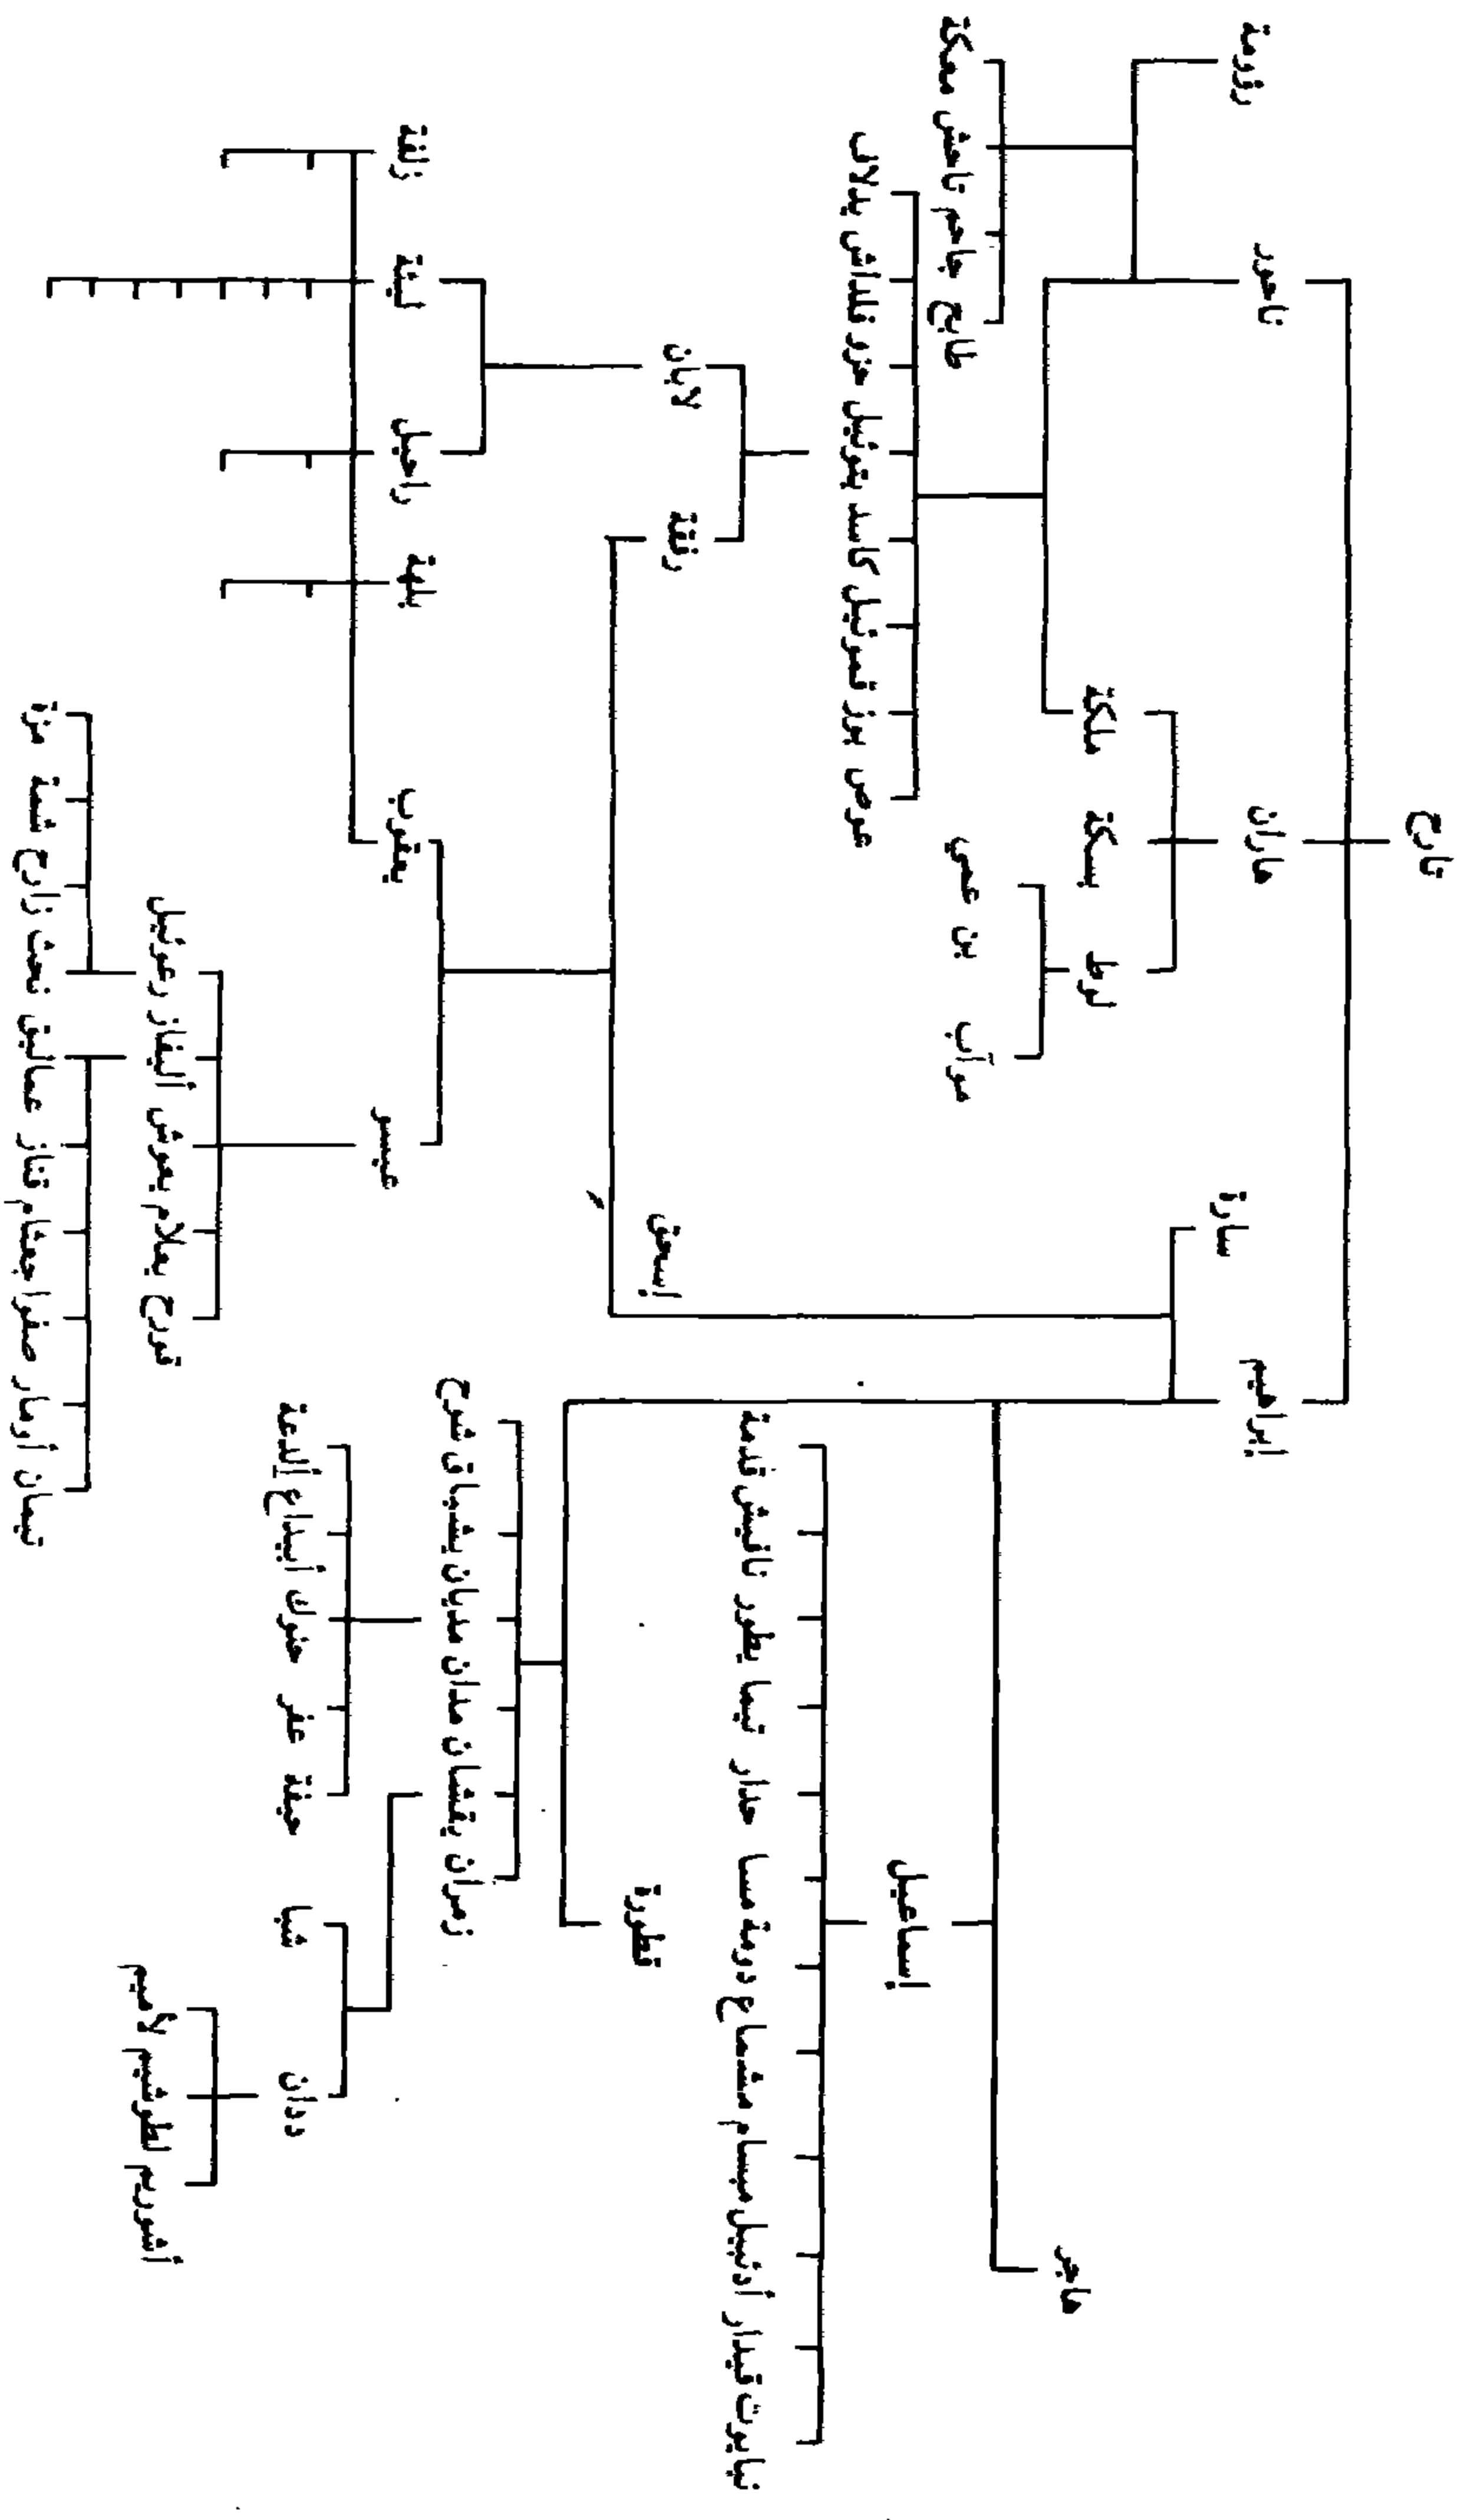 تارح
أبرام سارة هاران ناحور رؤمة
هاجر لوط يسكة ملكة
موآب بن عمي طابح جاحم تاحش معكة
إسماعيل عوص بوز قموئيل كاسد بتوئيل حزو فلداش يدلاف
نبايوت قيدار أدبئيل مبسام مشماع دومة مسا حدار تيما يطور نافيش قدمة
قطورة إسحق رفقة لابان
زمران يقشان مدان مديان يشباق شوح
عيسو يعقوب بلهة راحيل ليئة زلفة
ددان شبا عيفة عفر حنوك أبيداع ألدعة
أشوريم لطوشيم لأميم قورح يعلام يعوش أليفاز رعوئيل
تيمان أومار صفو جعثام قناز عماليق نحث زارح شمة مزة